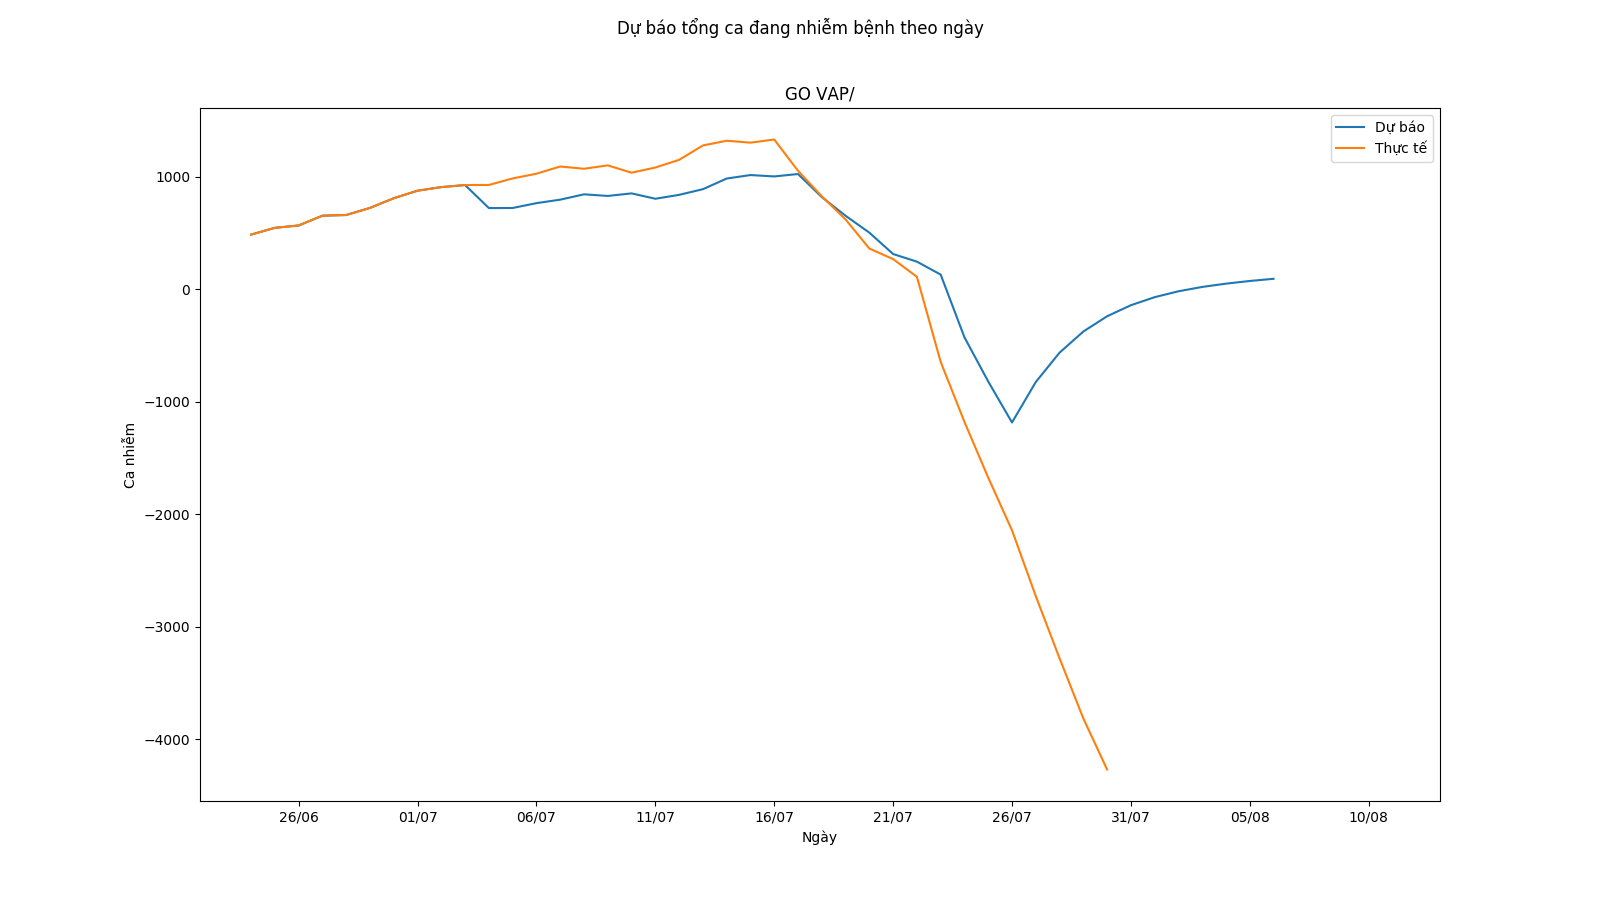 Dự báo tổng ca đang nhiễm bệnh theo ngày
GO VAP/
Dự báo
Thực tế
1000
0
−1000
−2000
−3000
−4000
Ca nhiễm
26/06
01/07
06/07
11/07
16/07
21/07
26/07
31/07
05/08
10/08
Ngày